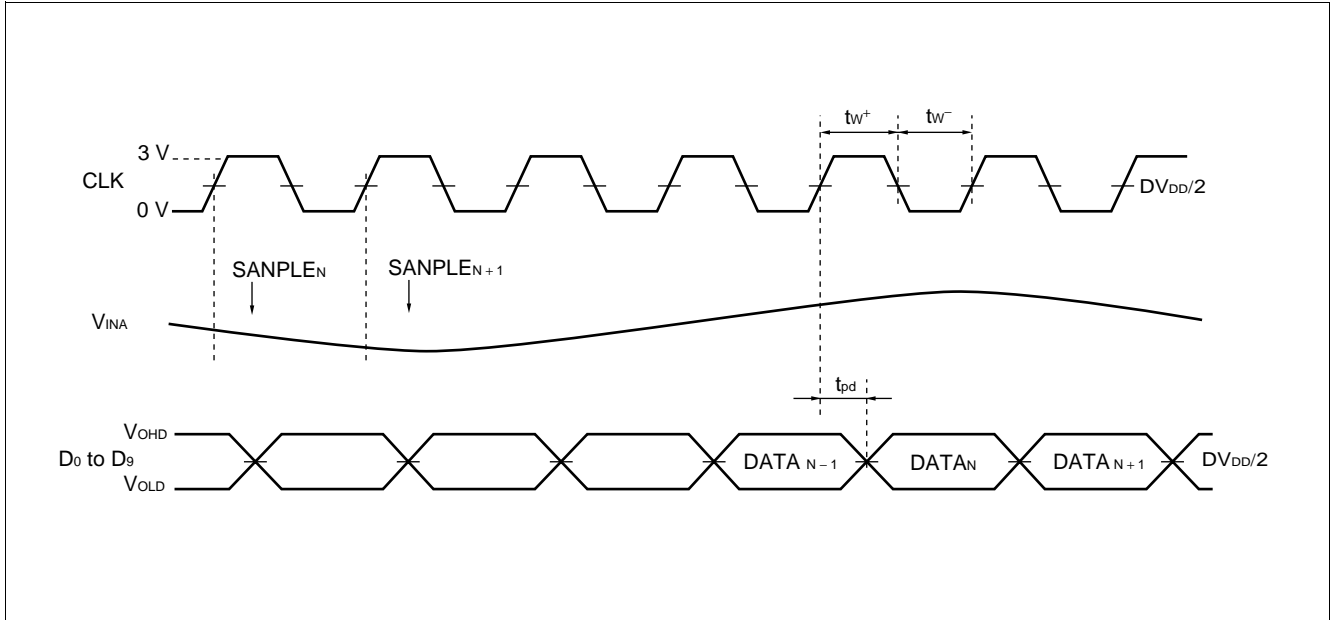 tW+ tW–
3 V
CLK
DVDD/2
0 V
SANPLEN SANPLEN + 1
VINA
tpd
VOHD
D0 to D9 DATA N – 1 DATAN DATA N + 1 DVDD/2
VOLD